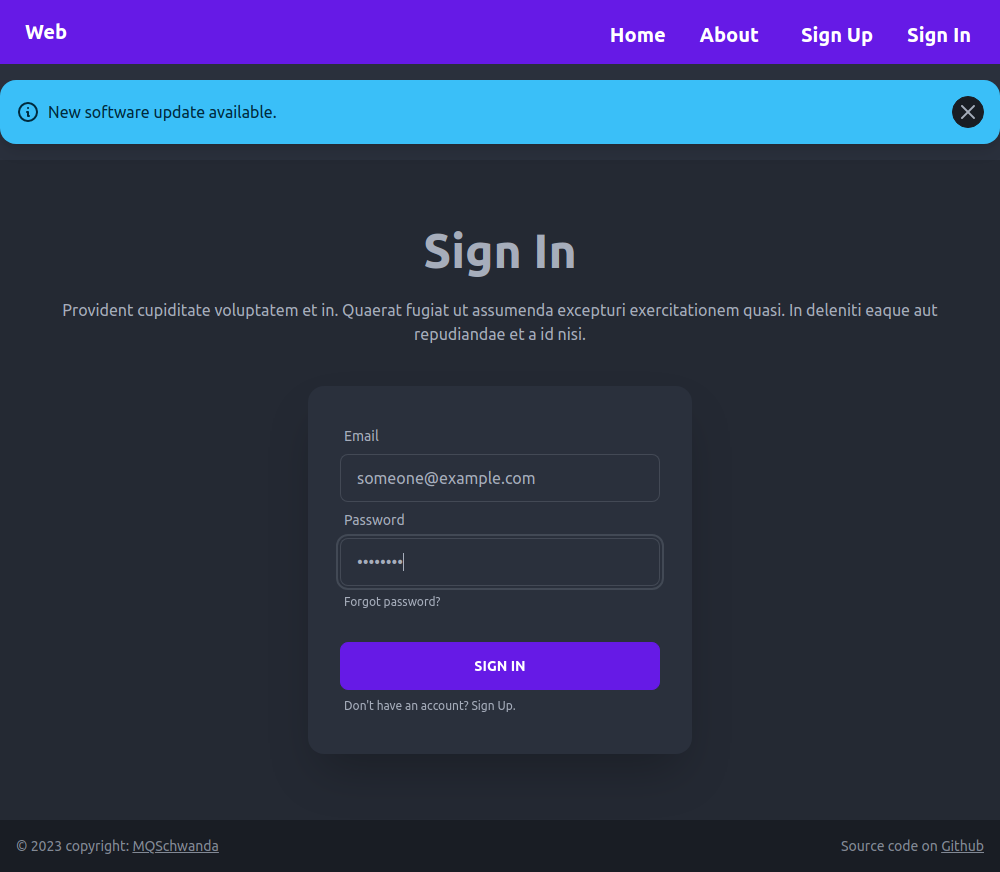 Web
Home About Sign Up Sign In
New software update available.
Sign In
Provident cupiditate voluptatem et in. Quaerat fugiat ut assumenda excepturi exercitationem quasi. In deleniti eaque aut
repudiandae et a id nisi.
Email
someone@example.com
Password
••••••••
Forgot password?
SIGN IN
Don't have an account? Sign Up.
© 2023 copyright: MQSchwanda
Source code on Github